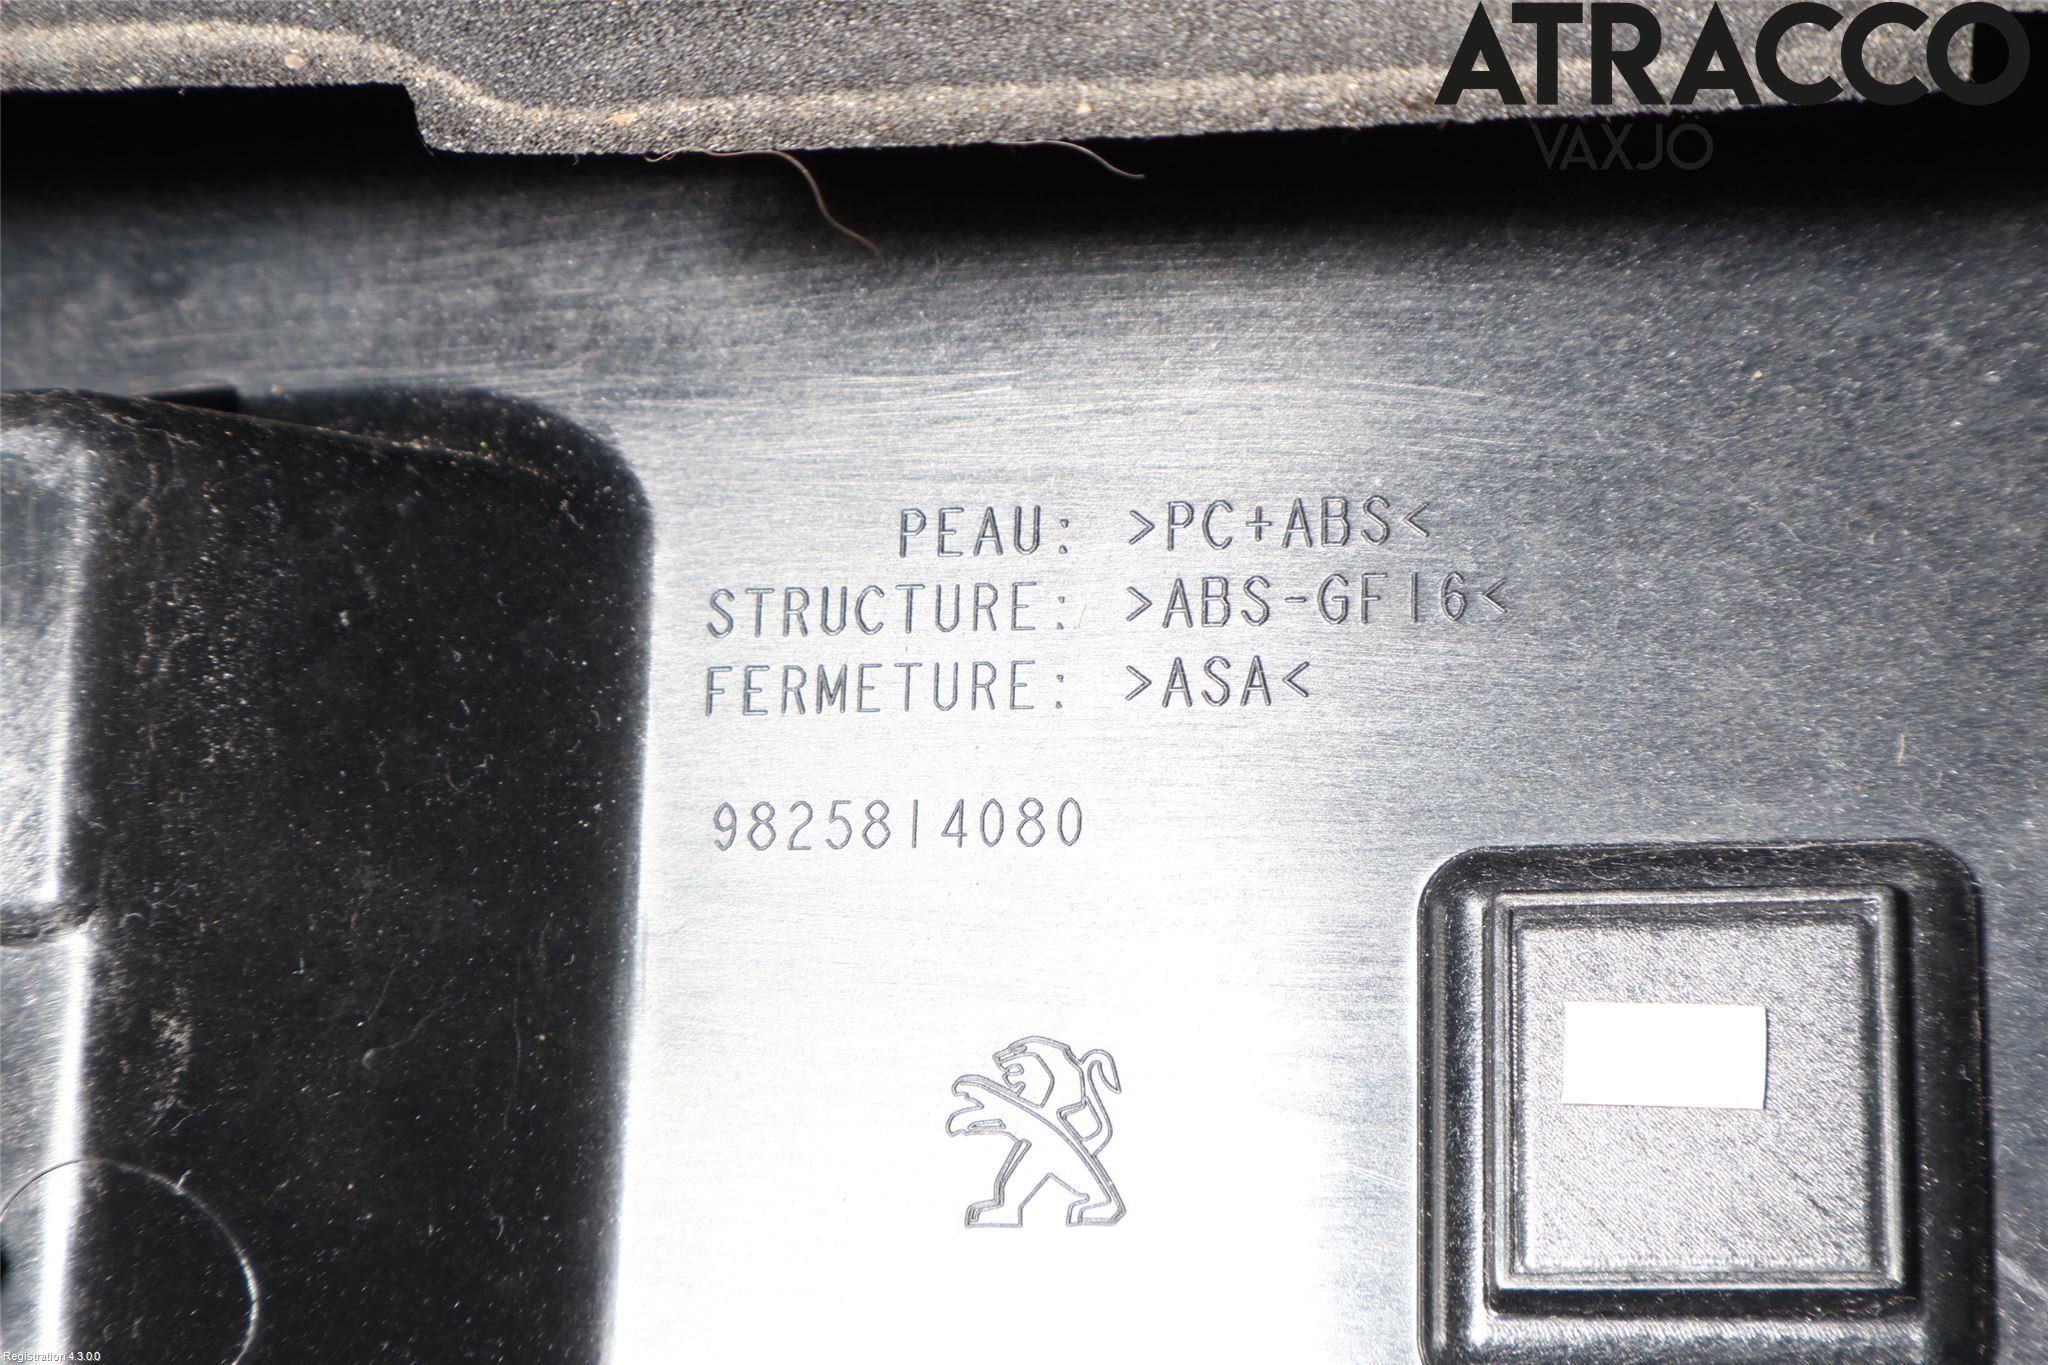 ATRACCO
VAXJÖ
PEAU: >PC+ABS<
STRUCTURE: >ABS-GF16<
FERMETURE: >ASA<
9825814080
Registration 4.3.0.0